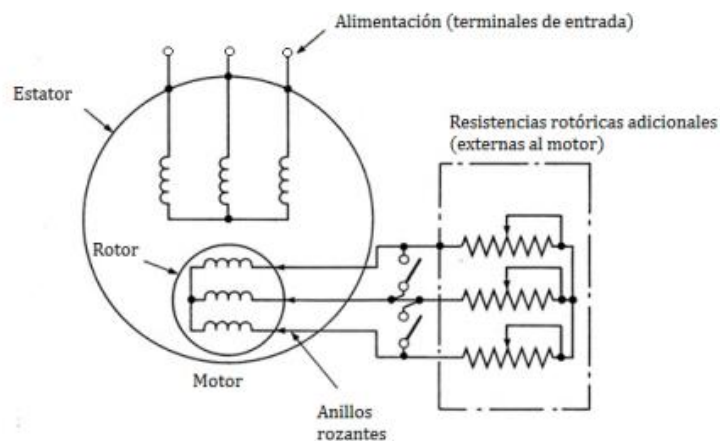 Alimentación (terminales de entrada)
Estator
Resistencias rotóricas adicionales
(externas al motor)
Rotor
Motor
Anillos
rozantes